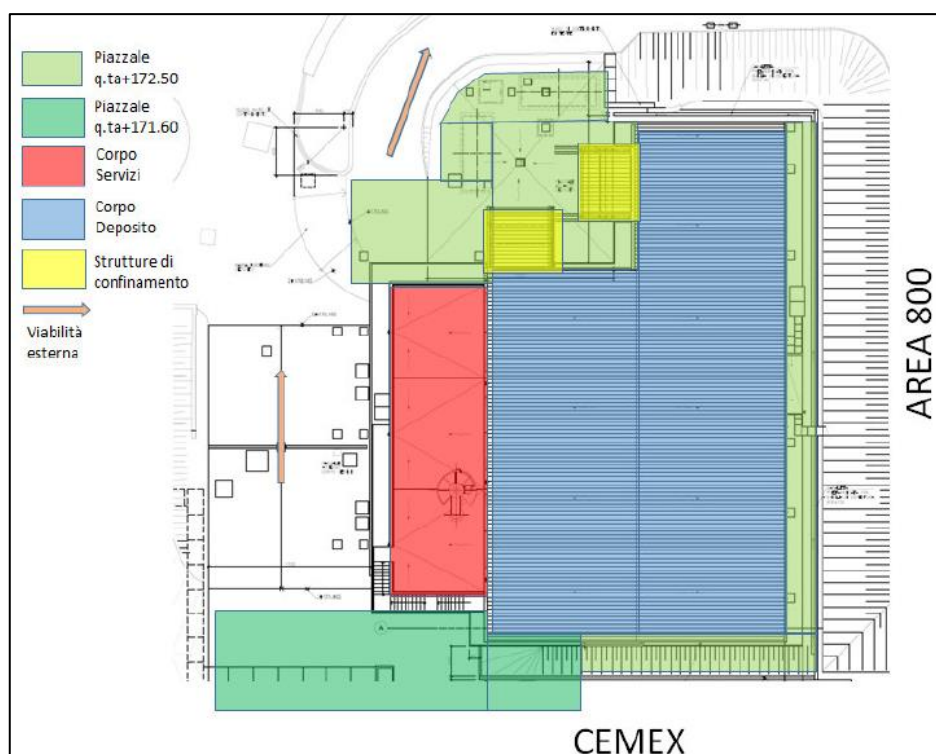 Piazzale
q.ta+172.50
Piazzale
q.ta+171.60
Corpo
Servizi
Corpo
Deposito
Strutture di
confinamento
Viabilità
esterna
AREA 800
A
CEMEX